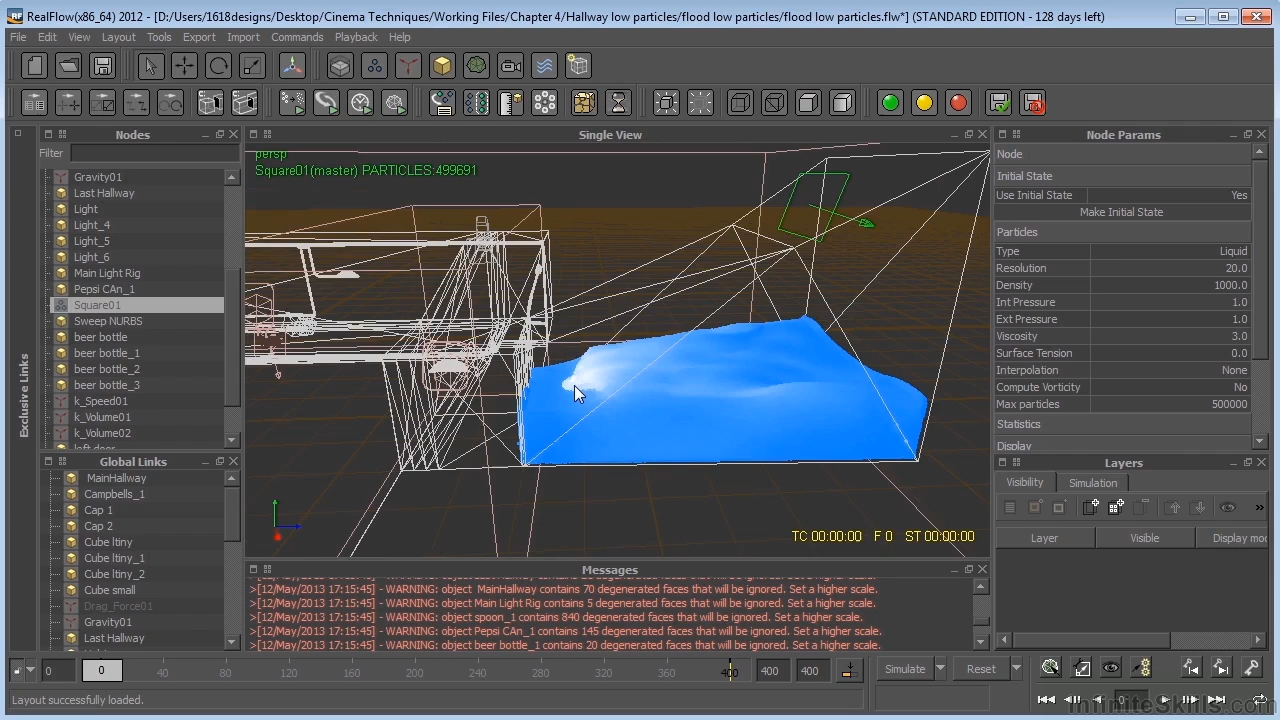 RealFlow(x86_64) 2012 - [D:/Users/1618designs/Desktop/Cinema Techniques/Working Files/Chapter 4/Hallway low particles/flood low particles/flood low particles.flw*] (STANDARD EDITION - 128 days left)
File Edit View Layout Tools Export Import Commands Playback Help
Nodes
Filter
Gravity01
Last Hallway
Light
Light_4
Light_5
Light_6
Main Light Rig
Pepsi CAn_1
Square01
Sweep NURBS
beer bottle
beer bottle_1
beer bottle_2
beer bottle_3
k_Speed01
k_Volume01
k_Volume02
left door
Exclusive Links
Global Links
MainHallway
Campbells_1
Cap 1
Cap 2
Cube ltiny
Cube ltiny_1
Cube ltiny_2
Cube small
Drag_Force01
Gravity01
Last Hallway
Single View
persp
Square01(master) PARTICLES:499691
TC 00:00:00 F 0 ST 00:00:00
Messages
>[12/May/2013 17:15:45] - WARNING: object MainHallway contains 70 degenerated faces that will be ignored. Set a higher scale.
>[12/May/2013 17:15:45] - WARNING: object Main Light Rig contains 5 degenerated faces that will be ignored. Set a higher scale.
>[12/May/2013 17:15:45] - WARNING: object spoon_1 contains 840 degenerated faces that will be ignored. Set a higher scale.
>[12/May/2013 17:15:45] - WARNING: object Pepsi CAn_1 contains 145 degenerated faces that will be ignored. Set a higher scale.
>[12/May/2013 17:15:45] - WARNING: object beer bottle_1 contains 20 degenerated faces that will be ignored. Set a higher scale.
Node Params
Node
Initial State
Use Initial State Yes
Make Initial State
Particles
Type Liquid
Resolution 20.0
Density 1000.0
Int Pressure 1.0
Ext Pressure 1.0
Viscosity 3.0
Surface Tension 0.0
Interpolation None
Compute Vorticity No
Max particles 500000
Statistics
Display
Layers
Visibility Simulation
Layer Visible Display mod
0 0 40 80 120 160 200 240 280 320 360 400 400 400
Simulate Reset
Layout successfully loaded.
0
InfiniteSkills.com